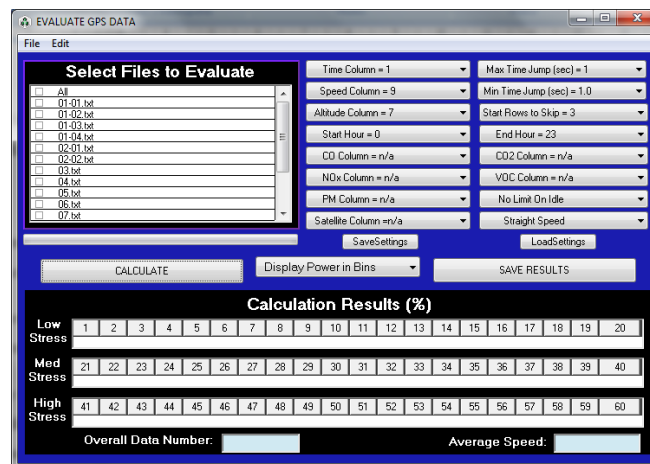 EVALUATE GPS DATA
File Edit
Select Files to Evaluate
All
01-01.txt
01-02.txt
01-03.txt
01-04.txt
02-01.txt
02-02.txt
03.txt
04.txt
05.txt
06.txt
07.txt
Time Column = 1
Max Time Jump (sec) = 1
Speed Column = 9
Min Time Jump (sec) = 1.0
Altitude Column = 7
Start Rows to Skip = 3
Start Hour = 0
End Hour = 23
CO Column = n/a
CO2 Column = n/a
NOx Column = n/a
VOC Column = n/a
PM Column = n/a
No Limit On Idle
Satellite Column =n/a
Straight Speed
SaveSettings
LoadSettings
CALCULATE
Display Power in Bins
SAVE RESULTS
Calculation Results (%)
Low Stress
1 2 3 4 5 6 7 8 9 10 11 12 13 14 15 16 17 18 19 20
Med Stress
21 22 23 24 25 26 27 28 29 30 31 32 33 34 35 36 37 38 39 40
High Stress
41 42 43 44 45 46 47 48 49 50 51 52 53 54 55 56 57 58 59 60
Overall Data Number:
Average Speed: